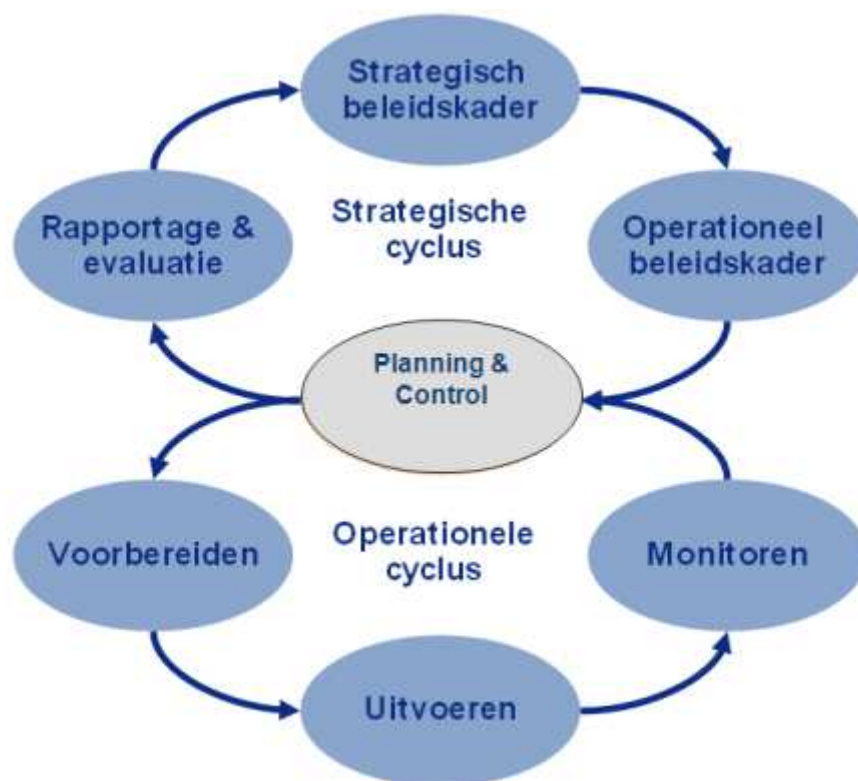 Strategisch
beleidskader
Rapportage &
evaluatie
Strategische
cyclus
Operationeel
beleidskader
Planning &
Control
Voorbereiden
Operationele
cyclus
Monitoren
Uitvoeren